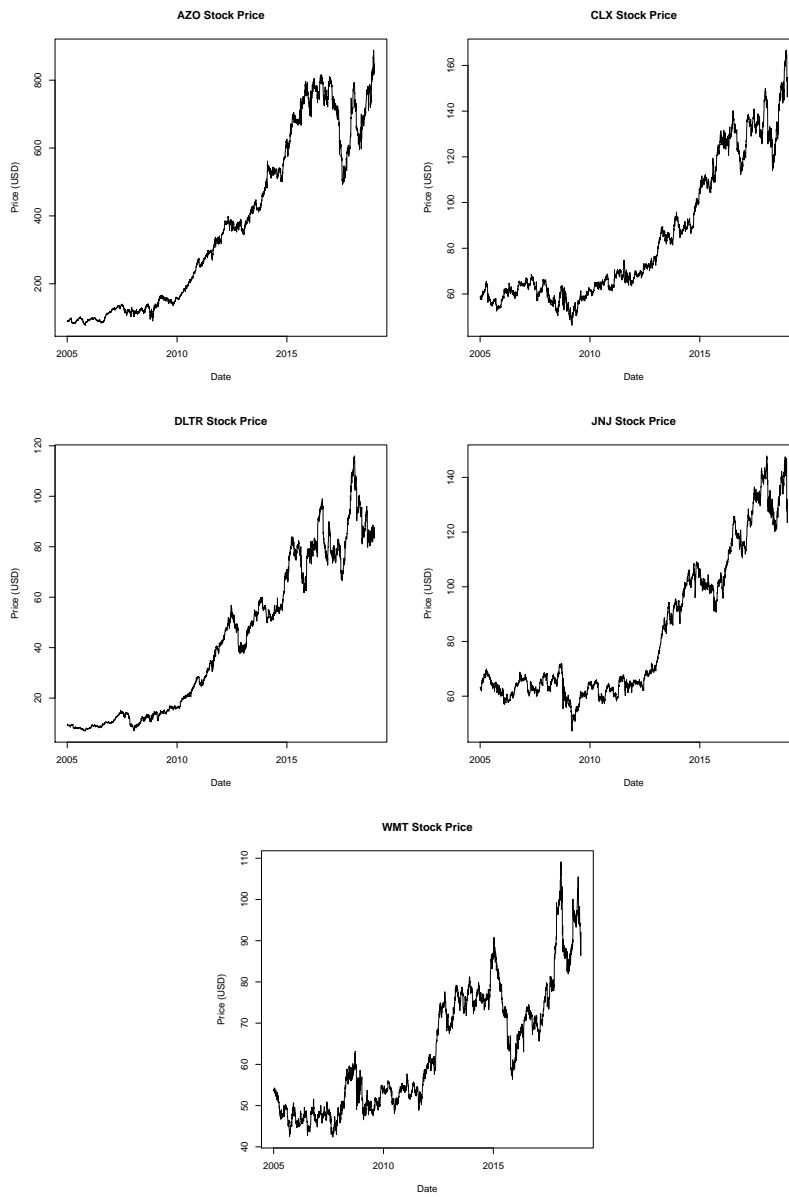 AZO Stock Price
Price (USD)
200 400 600 800
2005 2010 2015
Date
CLX Stock Price
Price (USD)
60 80 100 120 140 160
2005 2010 2015
Date
DLTR Stock Price
Price (USD)
20 40 60 80 100 120
2005 2010 2015
Date
JNJ Stock Price
Price (USD)
60 80 100 120 140
2005 2010 2015
Date
WMT Stock Price
Price (USD)
40 50 60 70 80 90 100 110
2005 2010 2015
Date